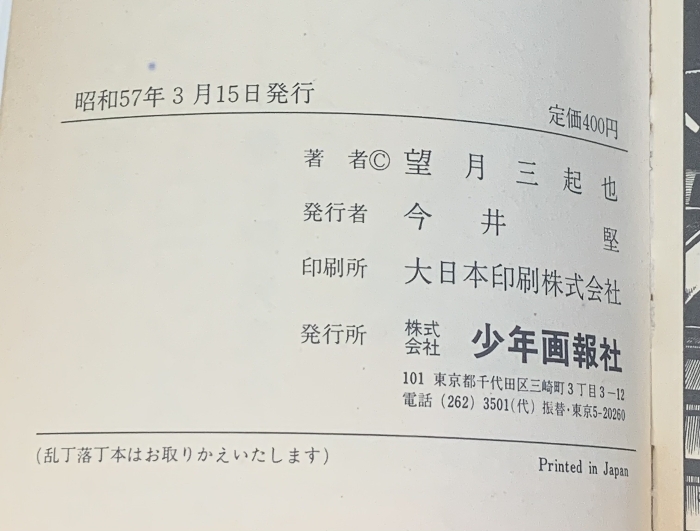 昭和57年3月15日発行
定価400円
著者©望月三起也
発行者 今井堅
印刷所 大日本印刷株式会社
発行所 株式会社 少年画報社
101 東京都千代田区三崎町3丁目3-12
電話(262)3501(代)振替・東京5-20260
(乱丁落丁本はお取りかえいたします)
Printed in Japan